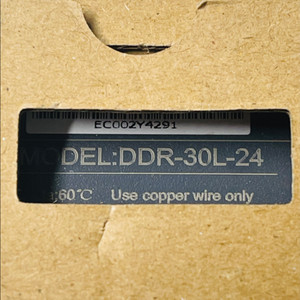 EC002Y4291
MODEL:DDR-30L-24
:60℃ Use copper wire only